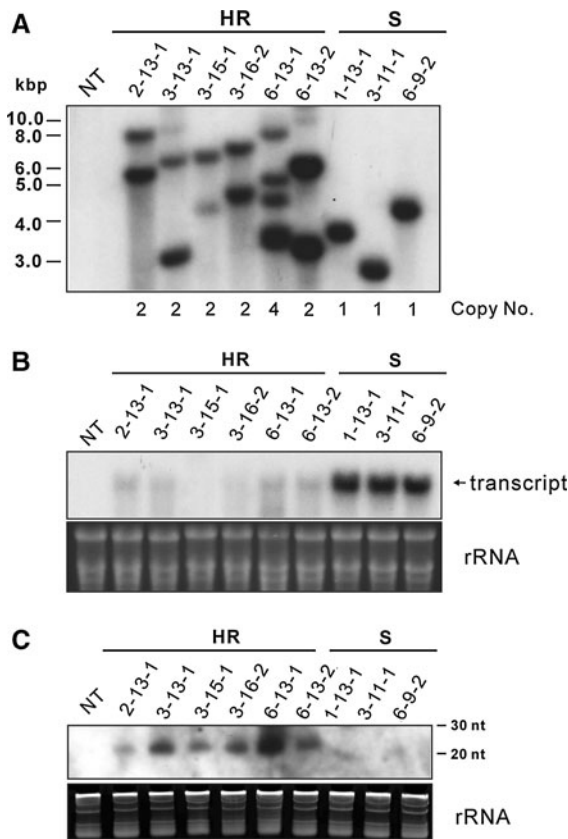 A
HR S
NT 2-13-1 3-13-1 3-15-1 3-16-2 6-13-1 6-13-2 1-13-1 3-11-1 6-9-2
kbp
10.0
8.0
6.0
5.0
4.0
3.0
2 2 2 2 4 2 1 1 1 Copy No.
B
HR S
NT 2-13-1 3-13-1 3-15-1 3-16-2 6-13-1 6-13-2 1-13-1 3-11-1 6-9-2
transcript
rRNA
C
HR S
NT 2-13-1 3-13-1 3-15-1 3-16-2 6-13-1 6-13-2 1-13-1 3-11-1 6-9-2
30 nt
20 nt
rRNA